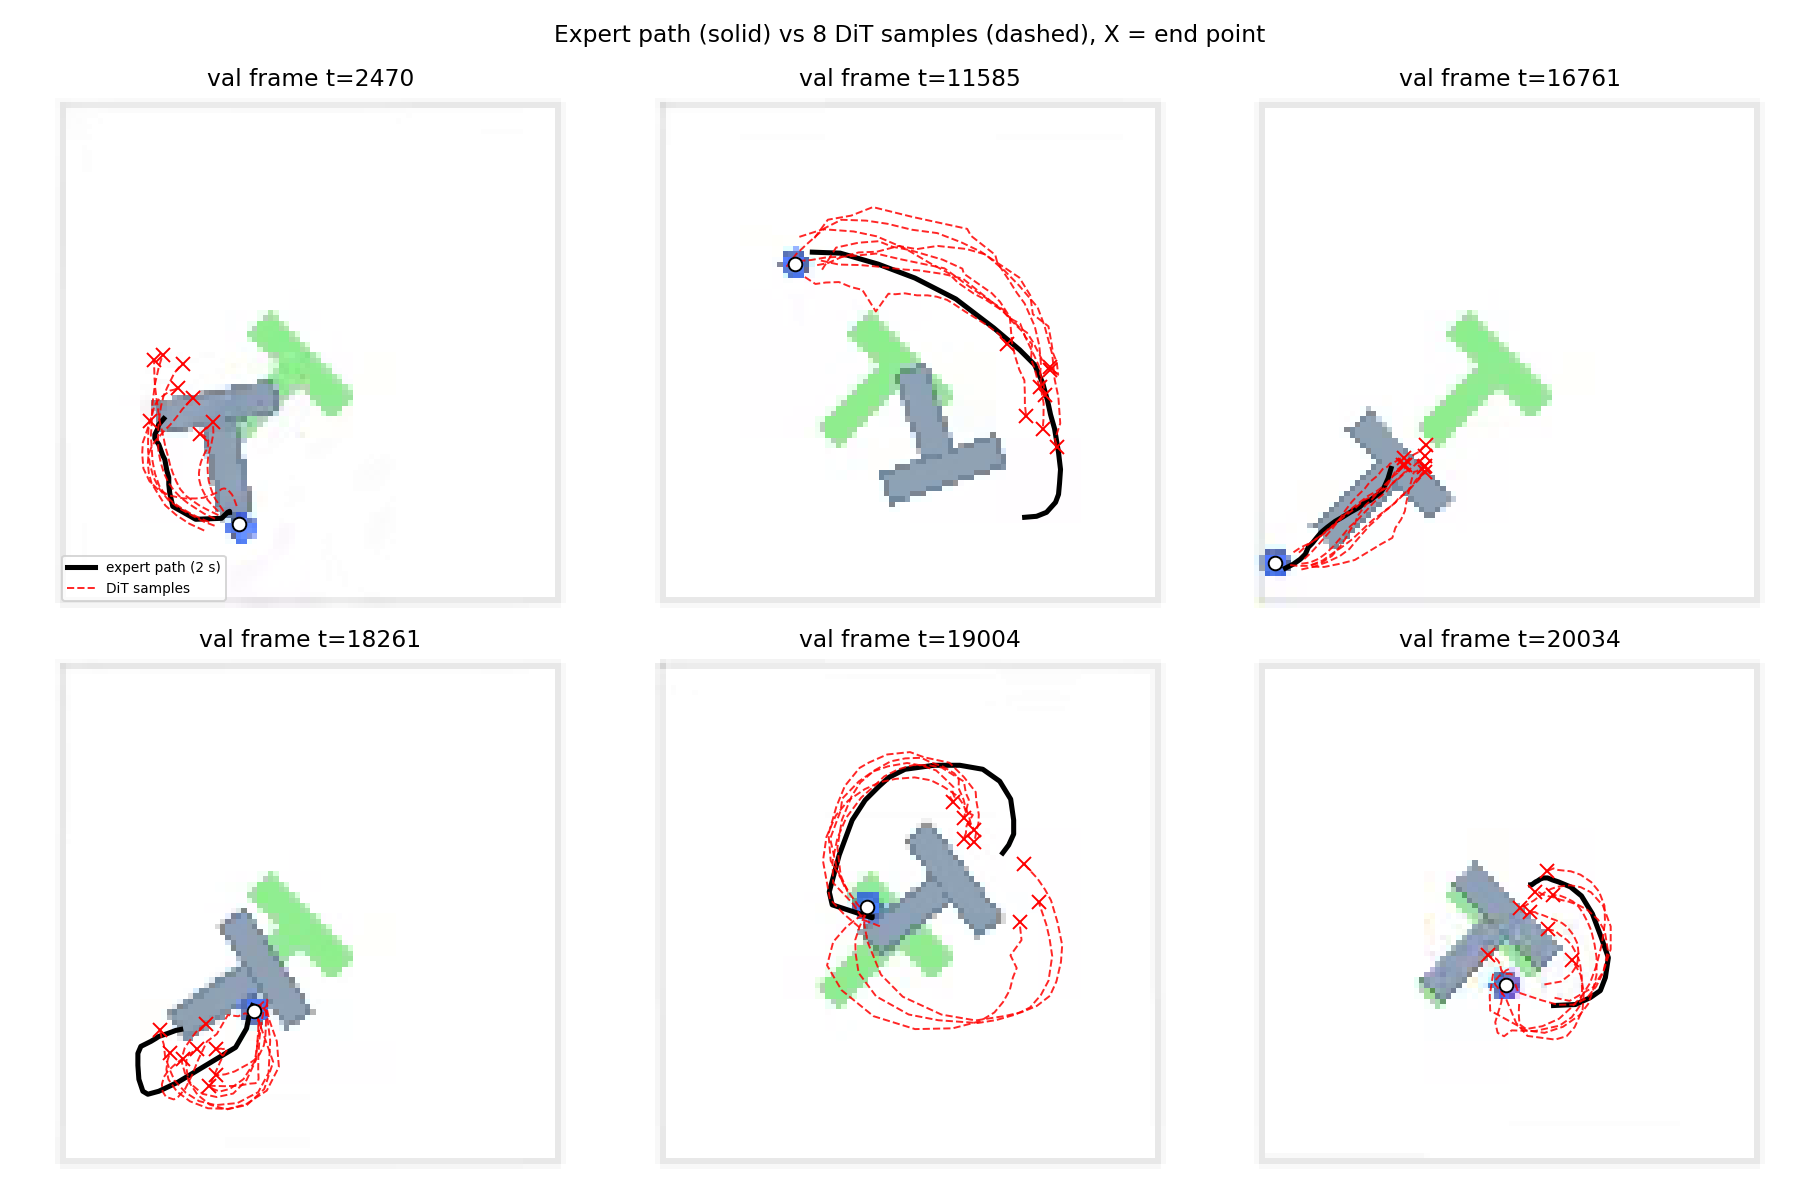 Expert path (solid) vs 8 DiT samples (dashed), X = end point
val frame t=2470
val frame t=11585
val frame t=16761
expert path (2 s)
DiT samples
val frame t=18261
val frame t=19004
val frame t=20034